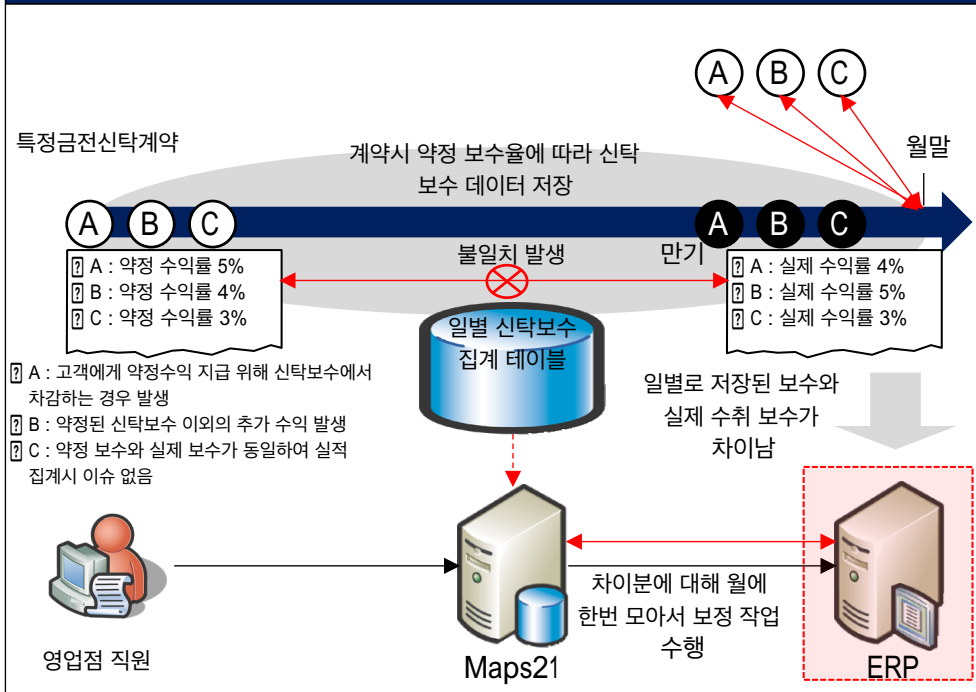 A B C
특정금전신탁계약
월말
계약시 약정 보수율에 따라 신탁
보수 데이터 저장
A B C
A B C
불일치 발생
만기
⍰ A : 약정 수익률 5%
⍰ B : 약정 수익률 4%
⍰ C : 약정 수익률 3%
⍰ A : 실제 수익률 4%
⍰ B : 실제 수익률 5%
⍰ C : 실제 수익률 3%
일별 신탁보수
집계 테이블
⍰ A : 고객에게 약정수익 지급 위해 신탁보수에서
차감하는 경우 발생
⍰ B : 약정된 신탁보수 이외의 추가 수익 발생
⍰ C : 약정 보수와 실제 보수가 동일하여 실적
집계시 이슈 없음
일별로 저장된 보수와
실제 수취 보수가
차이남
차이분에 대해 월에
한번 모아서 보정 작업
수행
영업점 직원
Maps21
ERP